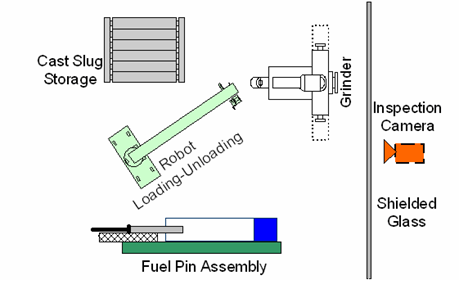 Cast Slug
Storage
Grinder
Inspection
Camera
Robot
Loading-Unloading
Shielded
Glass
Fuel Pin Assembly